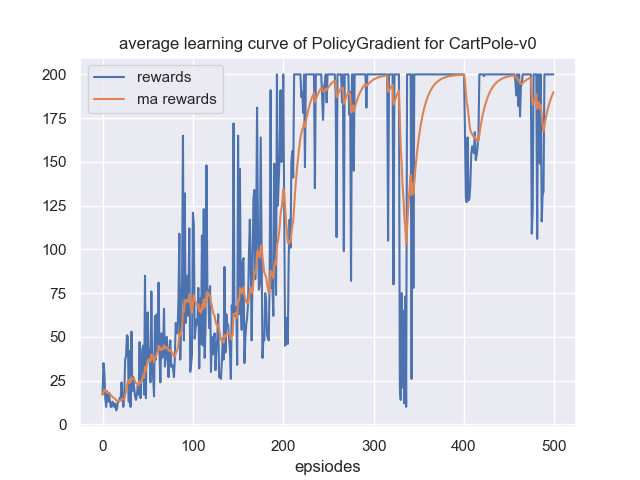 average learning curve of PolicyGradient for CartPole-v0
rewards
ma rewards
200
175
150
125
100
75
50
25
0
0 100 200 300 400 500
epsiodes